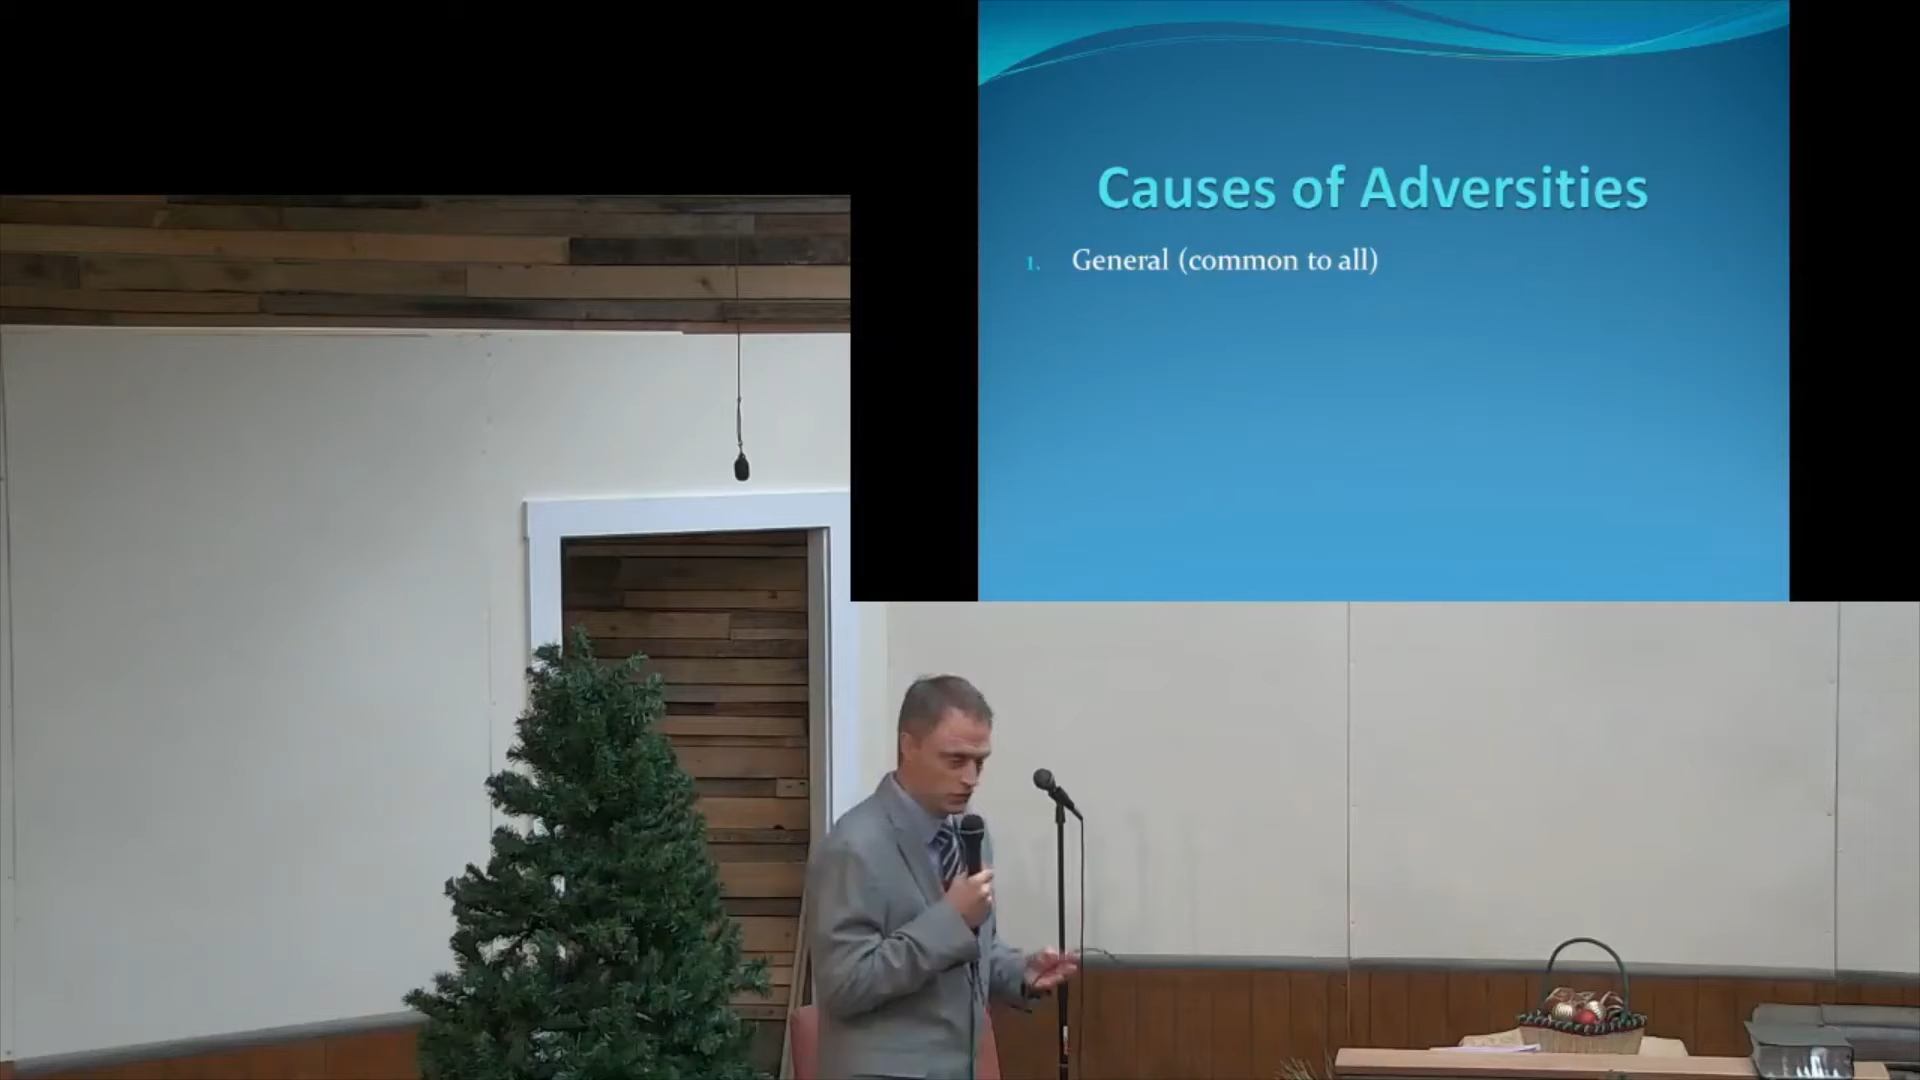 Causes of Adversities
1. General (common to all)